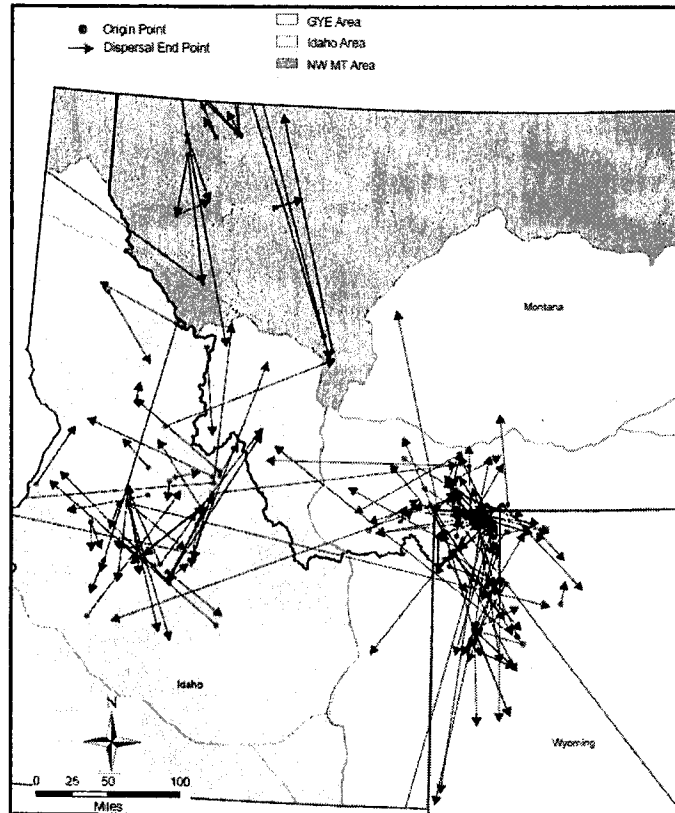 Origin Point
Dispersal End Point
GYE Area
Idaho Area
NW MT Area
Montana
Idaho
Wyoming
N
0 25 50 100
Miles